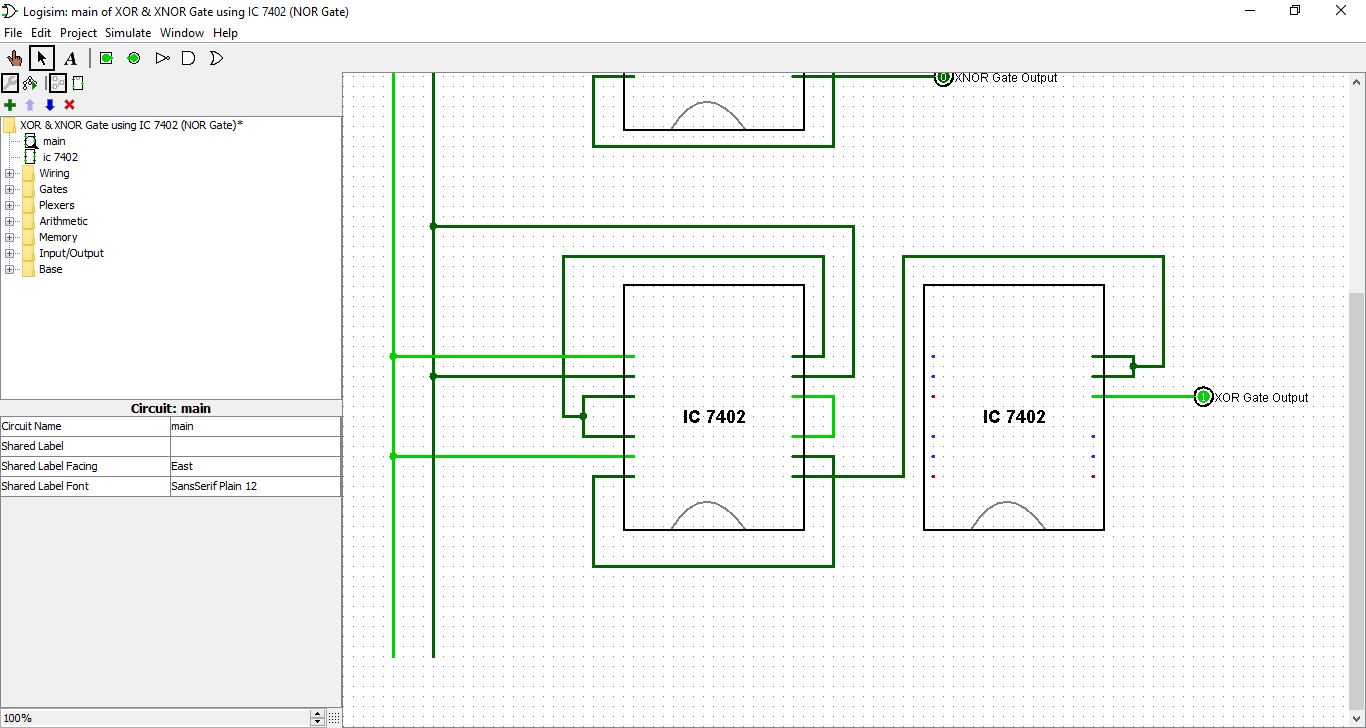 Logisim: main of XOR & XNOR Gate using IC 7402 (NOR Gate)
File Edit Project Simulate Window Help
A
XOR & XNOR Gate using IC 7402 (NOR Gate)*
main
ic 7402
Wiring
Gates
Plexers
Arithmetic
Memory
Input/Output
Base
Circuit: main
Circuit Name main
Shared Label
Shared Label Facing East
Shared Label Font SansSerif Plain 12
100%
0 XNOR Gate Output
IC 7402
IC 7402
1 XOR Gate Output